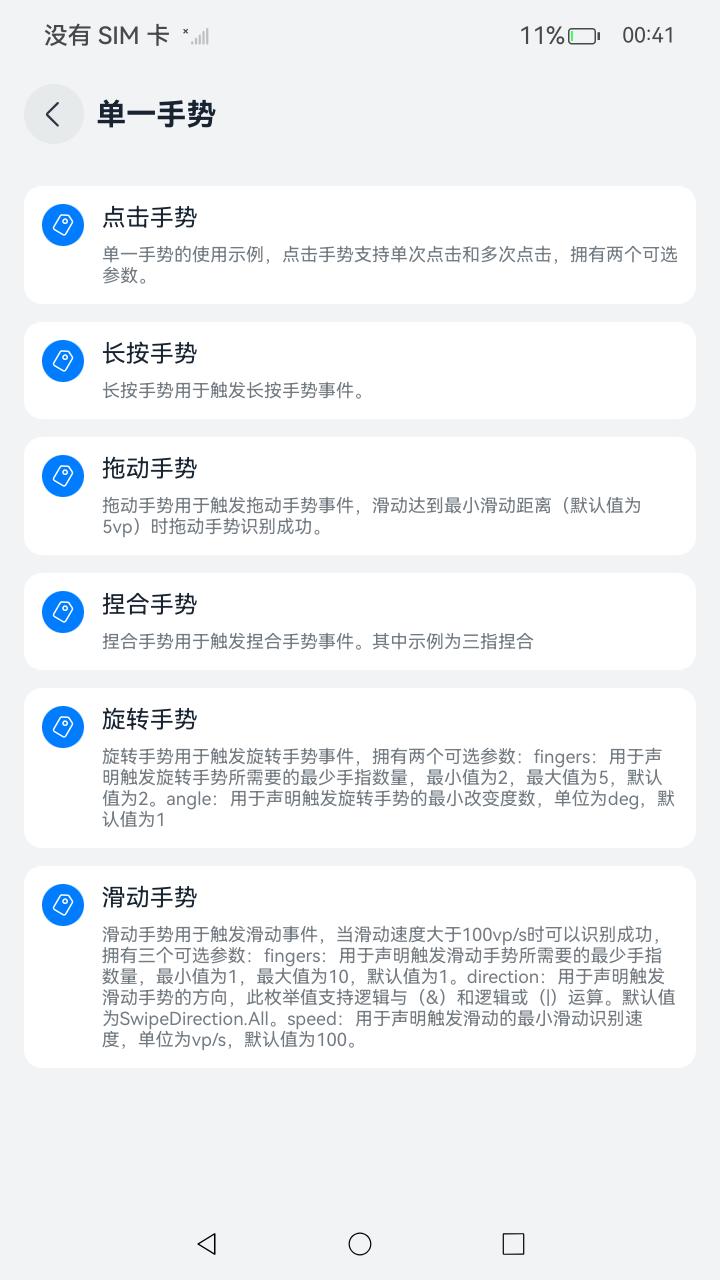 没有 SIM 卡
11%
00:41
单一手势
点击手势
单一手势的使用示例，点击手势支持单次点击和多次点击，拥有两个可选
参数。
长按手势
长按手势用于触发长按手势事件。
拖动手势
拖动手势用于触发拖动手势事件，滑动达到最小滑动距离（默认值为
5vp）时拖动手势识别成功。
捏合手势
捏合手势用于触发捏合手势事件。其中示例为三指捏合
旋转手势
旋转手势用于触发旋转手势事件，拥有两个可选参数：fingers：用于声
明触发旋转手势所需要的最少手指数量，最小值为2，最大值为5，默认
值为2。angle：用于声明触发旋转手势的最小改变度数，单位为deg，默
认值为1
滑动手势
滑动手势用于触发滑动事件，当滑动速度大于100vp/s时可以识别成功，
拥有三个可选参数：fingers：用于声明触发滑动手势所需要的最少手指
数量，最小值为1，最大值为10，默认值为1。direction：用于声明触发
滑动手势的方向，此枚举值支持逻辑与（&）和逻辑或（|）运算。默认值
为SwipeDirection.All。speed：用于声明触发滑动的最小滑动识别速
度，单位为vp/s，默认值为100。